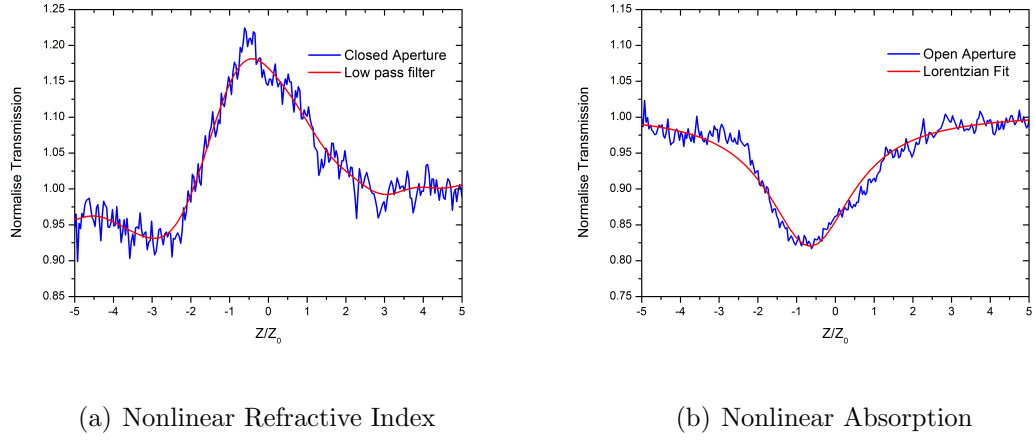 1.25
1.20
1.15
1.10
1.05
1.00
0.95
0.90
0.85
Normalise Transmission
Closed Aperture
Low pass filter
-5 -4 -3 -2 -1 0 1 2 3 4 5
Z/Z0
(a) Nonlinear Refractive Index
1.15
1.10
1.05
1.00
0.95
0.90
0.85
0.80
0.75
Normalise Transmission
Open Aperture
Lorentzian Fit
-5 -4 -3 -2 -1 0 1 2 3 4 5
Z/Z0
(b) Nonlinear Absorption